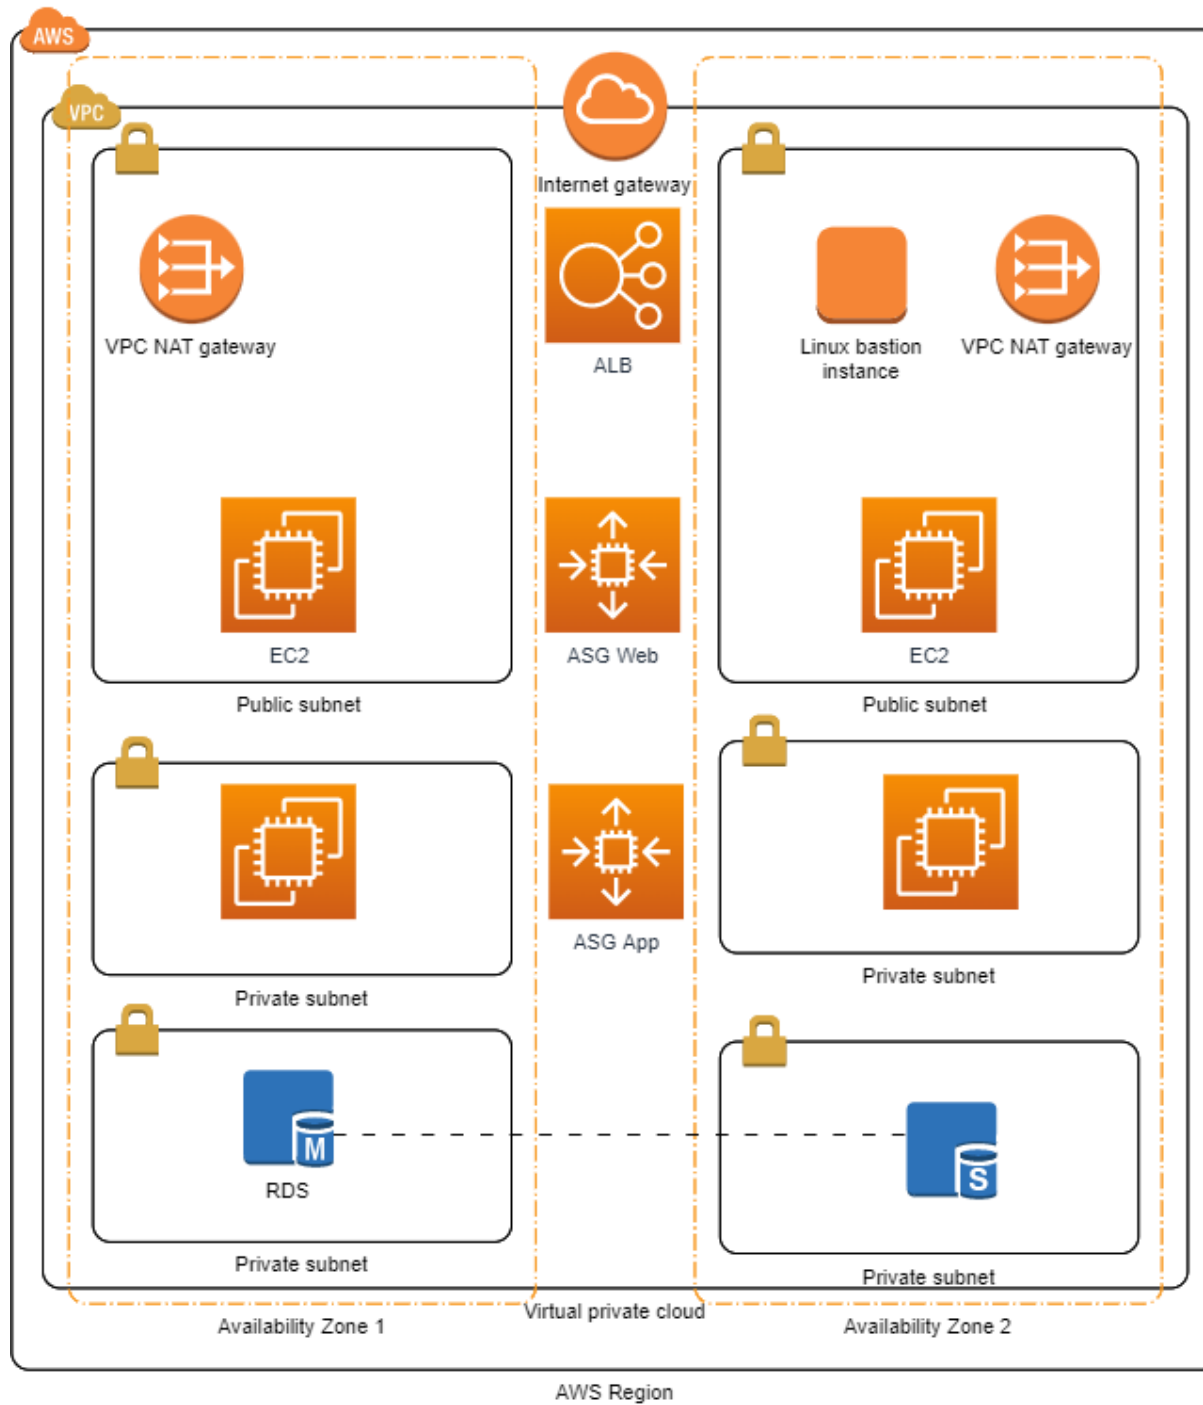 AWS
VPC
Internet gateway
VPC NAT gateway
ALB
Linux bastion
instance
VPC NAT gateway
EC2
ASG Web
EC2
Public subnet
Public subnet
ASG App
Private subnet
Private subnet
M
S
RDS
Private subnet
Private subnet
Virtual private cloud
Availability Zone 1
Availability Zone 2
AWS Region